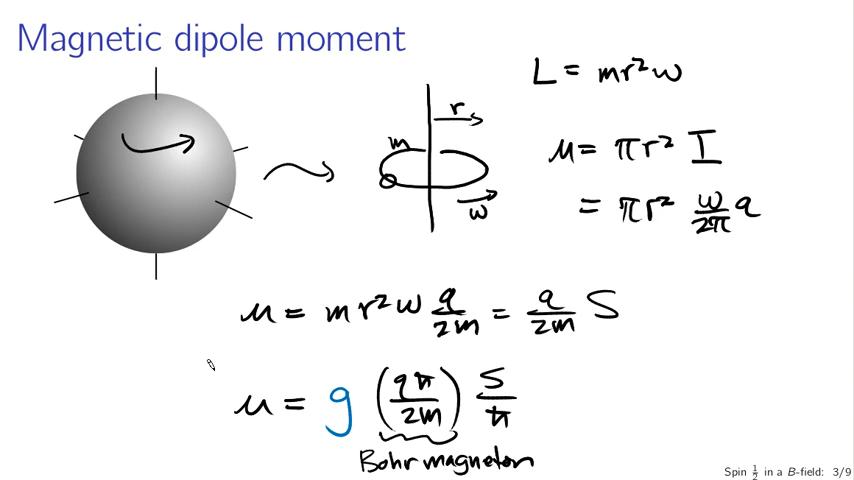 Magnetic dipole moment
L = mr²ω
r
m
ω
μ = πr² I
= πr² ω/2π q
μ = mr²ω q/2m = q/2m S
μ = g (qħ/2m) S/ħ
Bohr magneton
Spin 1/2 in a B-field: 3/9